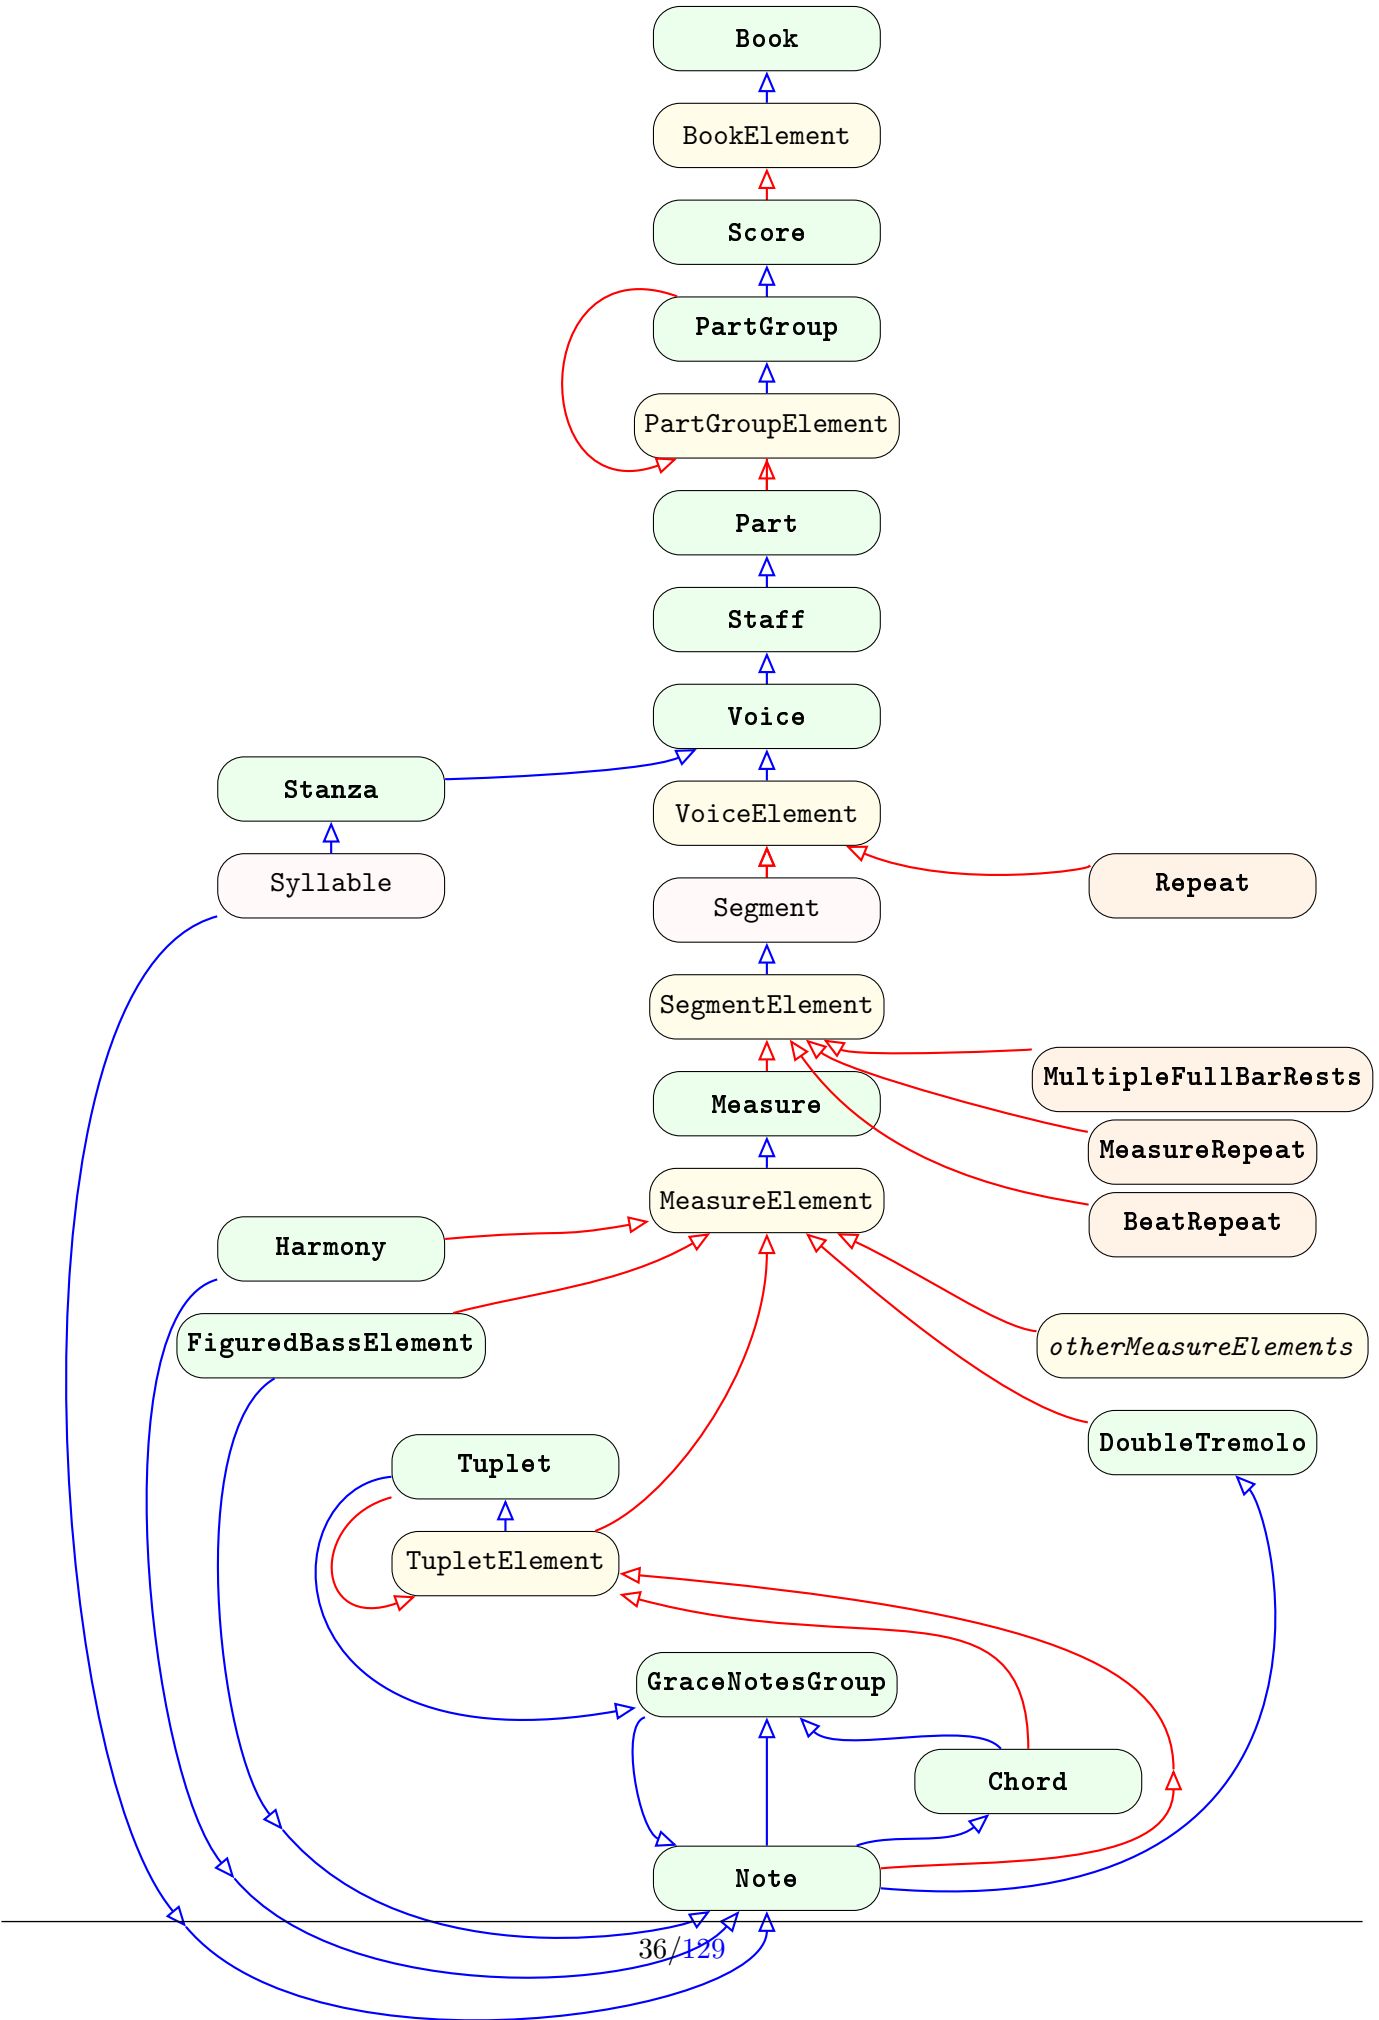 Book
BookElement
Score
PartGroup
PartGroupElement
Part
Staff
Voice
Stanza
VoiceElement
Syllable
Repeat
Segment
SegmentElement
MultipleFullBarRests
Measure
MeasureRepeat
MeasureElement
BeatRepeat
Harmony
FiguredBassElement
otherMeasureElements
DoubleTremolo
Tuplet
TupletElement
GraceNotesGroup
Chord
Note
36/129